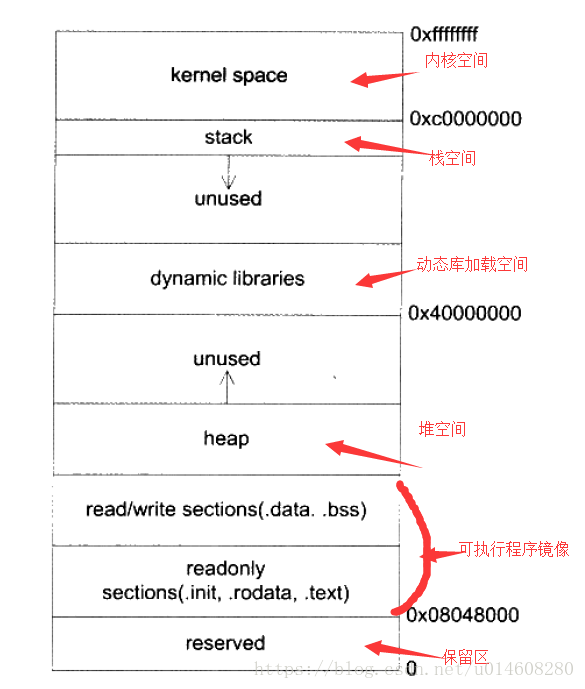 0xffffffff
kernel space
内核空间
0xc0000000
stack
栈空间
unused
dynamic libraries
动态库加载空间
0x40000000
unused
heap
堆空间
read/write sections(.data. .bss)
可执行程序镜像
readonly
sections(.init, .rodata, .text)
0x08048000
reserved
保留区
0
https://blog.csdn.net/u014608280